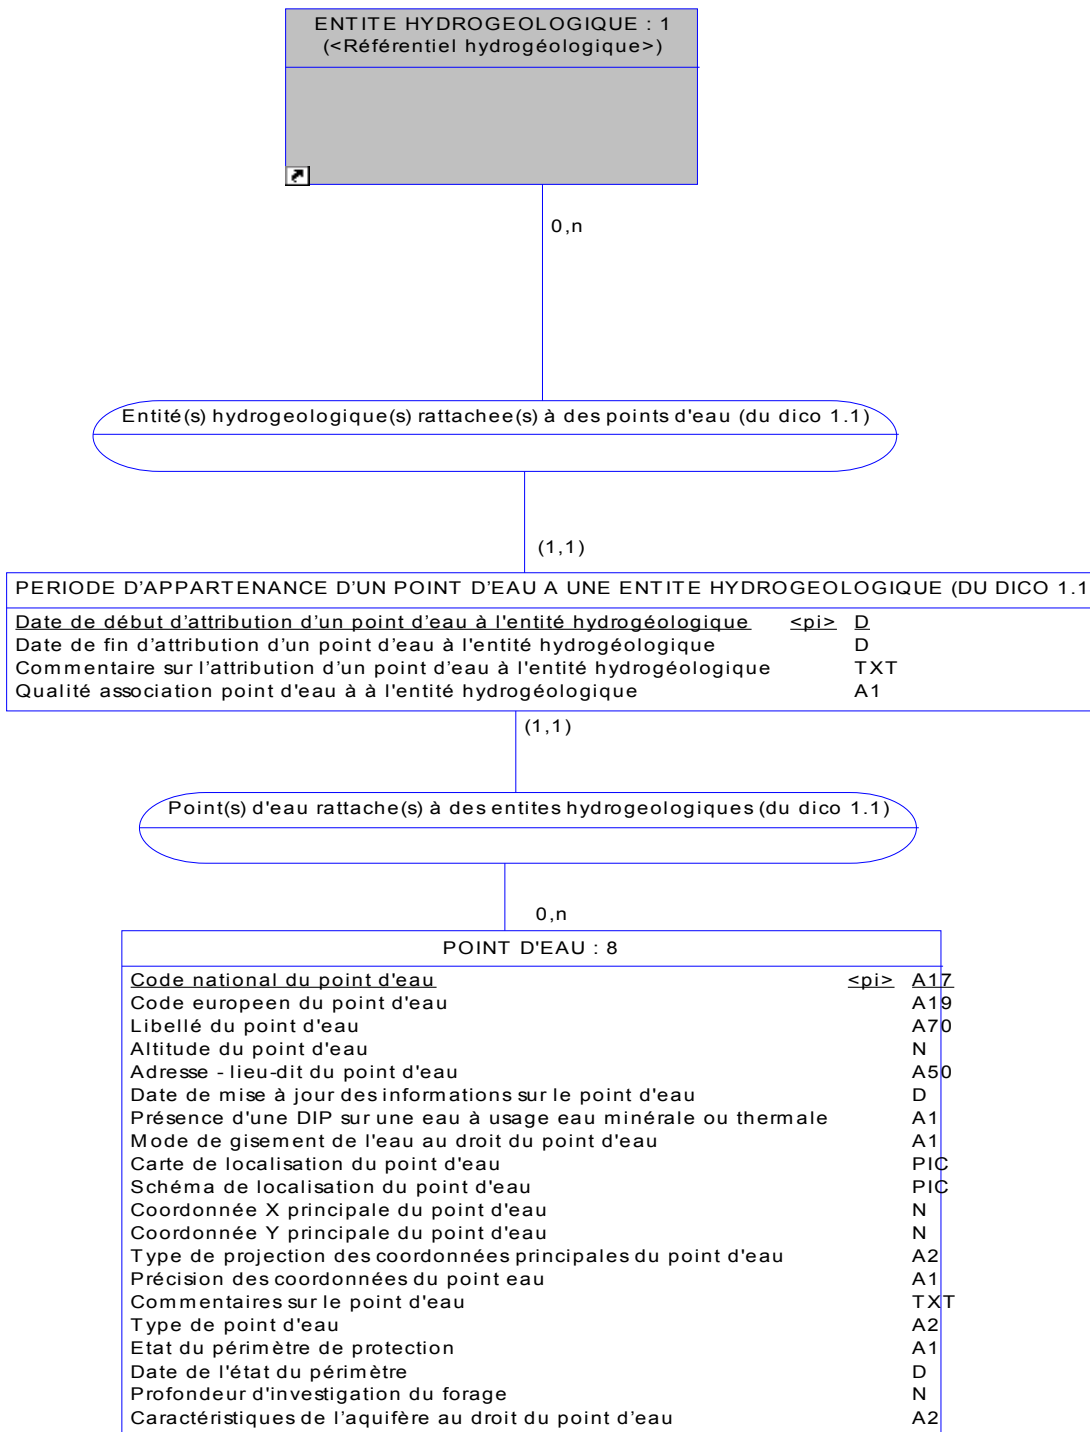 ENTITE HYDROGEOLOGIQUE : 1
(<Référentiel hydrogéologique>)
0,n
Entité(s) hydrogeologique(s) rattachee(s) à des points d'eau (du dico 1.1)
(1,1)
PERIODE D'APPARTENANCE D'UN POINT D'EAU A UNE ENTITE HYDROGEOLOGIQUE (DU DICO 1.1
Date de début d'attribution d'un point d'eau à l'entité hydrogéologique <pi> D
Date de fin d'attribution d'un point d'eau à l'entité hydrogéologique D
Commentaire sur l'attribution d'un point d'eau à l'entité hydrogéologique TXT
Qualité association point d'eau à à l'entité hydrogéologique A1
(1,1)
Point(s) d'eau rattache(s) à des entites hydrogeologiques (du dico 1.1)
0,n
POINT D'EAU : 8
Code national du point d'eau <pi> A17
Code europeen du point d'eau A19
Libellé du point d'eau A70
Altitude du point d'eau N
Adresse - lieu-dit du point d'eau A50
Date de mise à jour des informations sur le point d'eau D
Présence d'une DIP sur une eau à usage eau minérale ou thermale A1
Mode de gisement de l'eau au droit du point d'eau A1
Carte de localisation du point d'eau PIC
Schéma de localisation du point d'eau PIC
Coordonnée X principale du point d'eau N
Coordonnée Y principale du point d'eau N
Type de projection des coordonnées principales du point d'eau A2
Précision des coordonnées du point eau A1
Commentaires sur le point d'eau TXT
Type de point d'eau A2
Etat du périmètre de protection A1
Date de l'état du périmètre D
Profondeur d'investigation du forage N
Caractéristiques de l'aquifère au droit du point d'eau A2